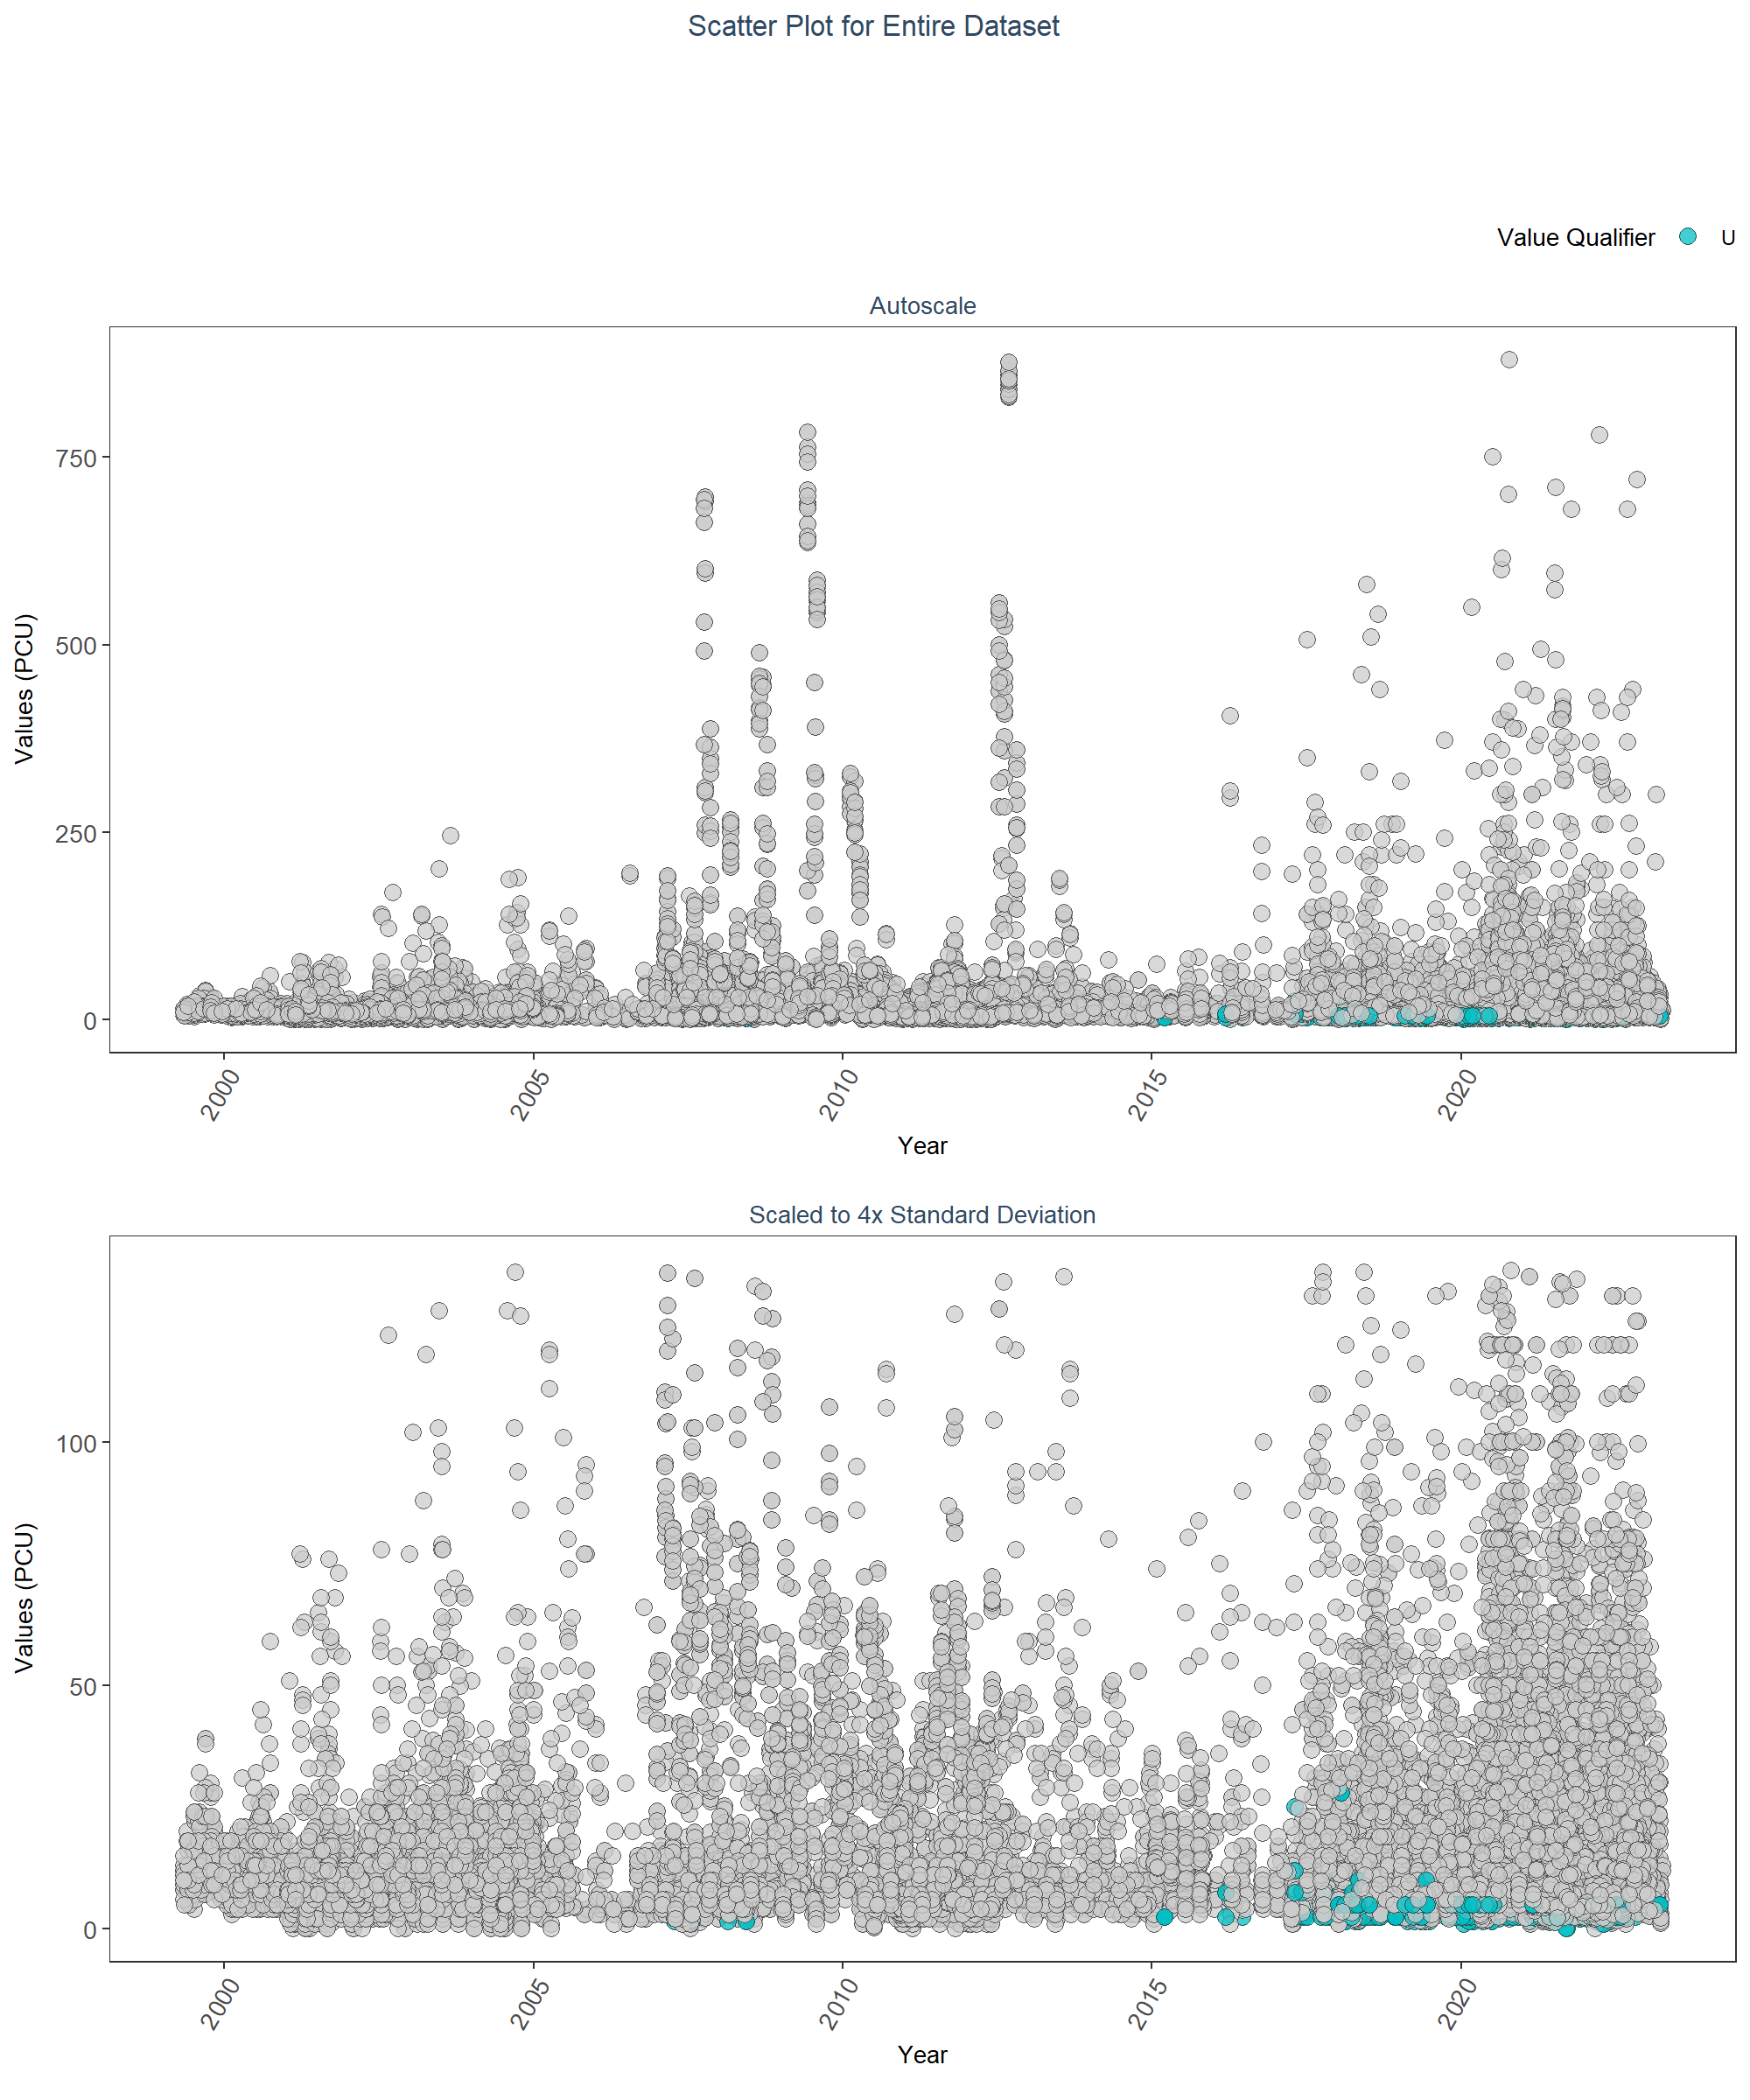 Scatter Plot for Entire Dataset
Value Qualifier U
Autoscale
Values (PCU)
750
500
250
0
2000 2005 2010 2015 2020
Year
Scaled to 4x Standard Deviation
Values (PCU)
100
50
0
2000 2005 2010 2015 2020
Year